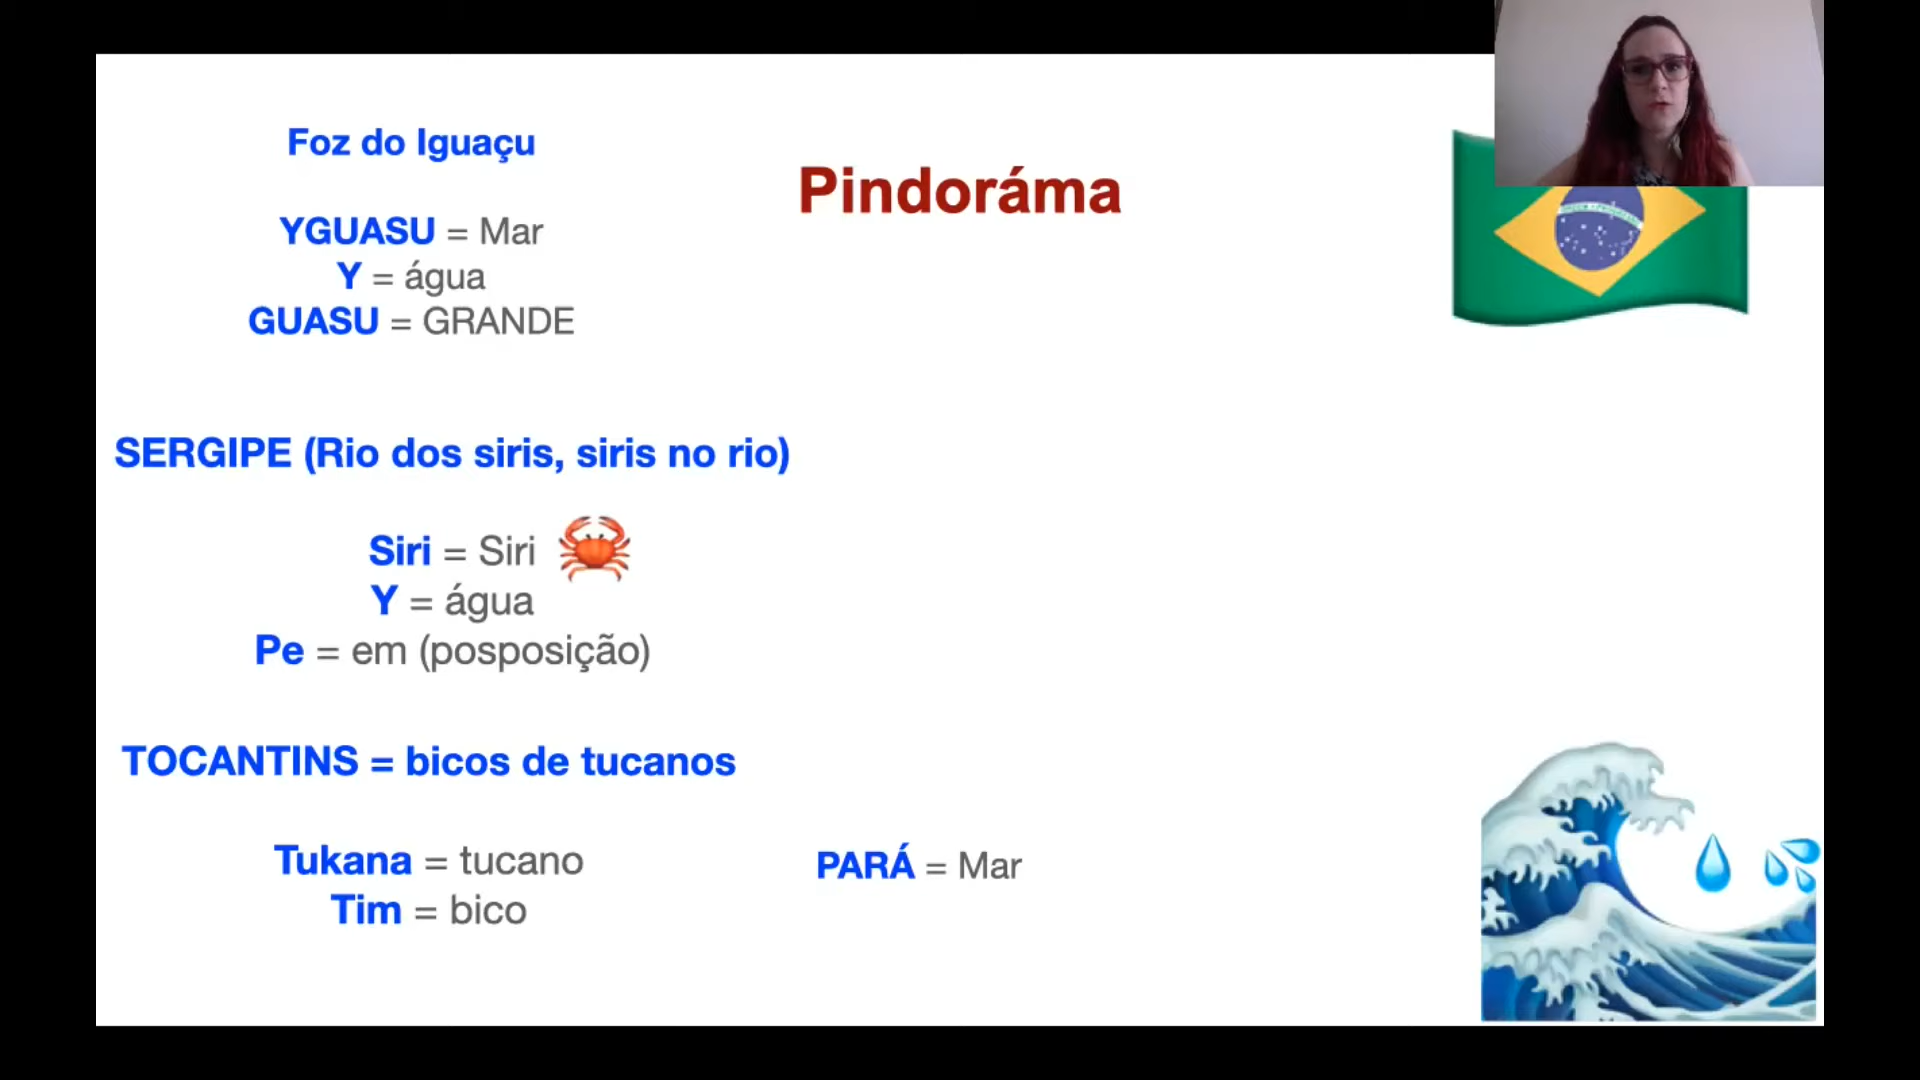 Foz do Iguaçu
Pindoráma
YGUASU = Mar
Y = água
GUASU = GRANDE
SERGIPE (Rio dos siris, siris no rio)
Siri = Siri
Y = água
Pe = em (posposição)
TOCANTINS = bicos de tucanos
Tukana = tucano
Tim = bico
PARÁ = Mar